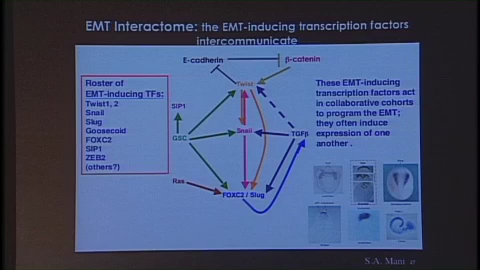 EMT Interactome: the EMT-inducing transcription factors
intercommunicate
Roster of
EMT-inducing TFs:
Twist1, 2
Snail
Slug
Goosecoid
FOXC2
SIP1
ZEB2
(others?)
E-cadherin
β-catenin
Twist
SIP1
GSC
Snail
TGFβ
Ras
FOXC2 / Slug
These EMT-inducing
transcription factors act
in collaborative cohorts
to program the EMT;
they often induce
expression of one
another .
S.A. Mani